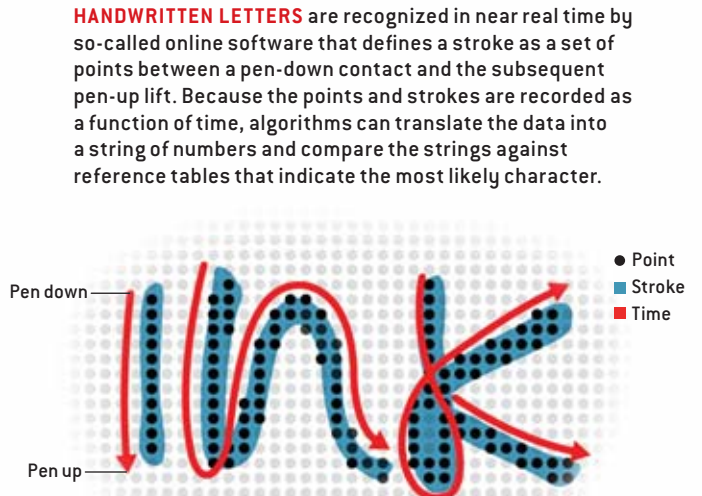 HANDWRITTEN LETTERS are recognized in near real time by
so-called online software that defines a stroke as a set of
points between a pen-down contact and the subsequent
pen-up lift. Because the points and strokes are recorded as
a function of time, algorithms can translate the data into
a string of numbers and compare the strings against
reference tables that indicate the most likely character.
Point
Stroke
Time
Pen down
Ink
Pen up